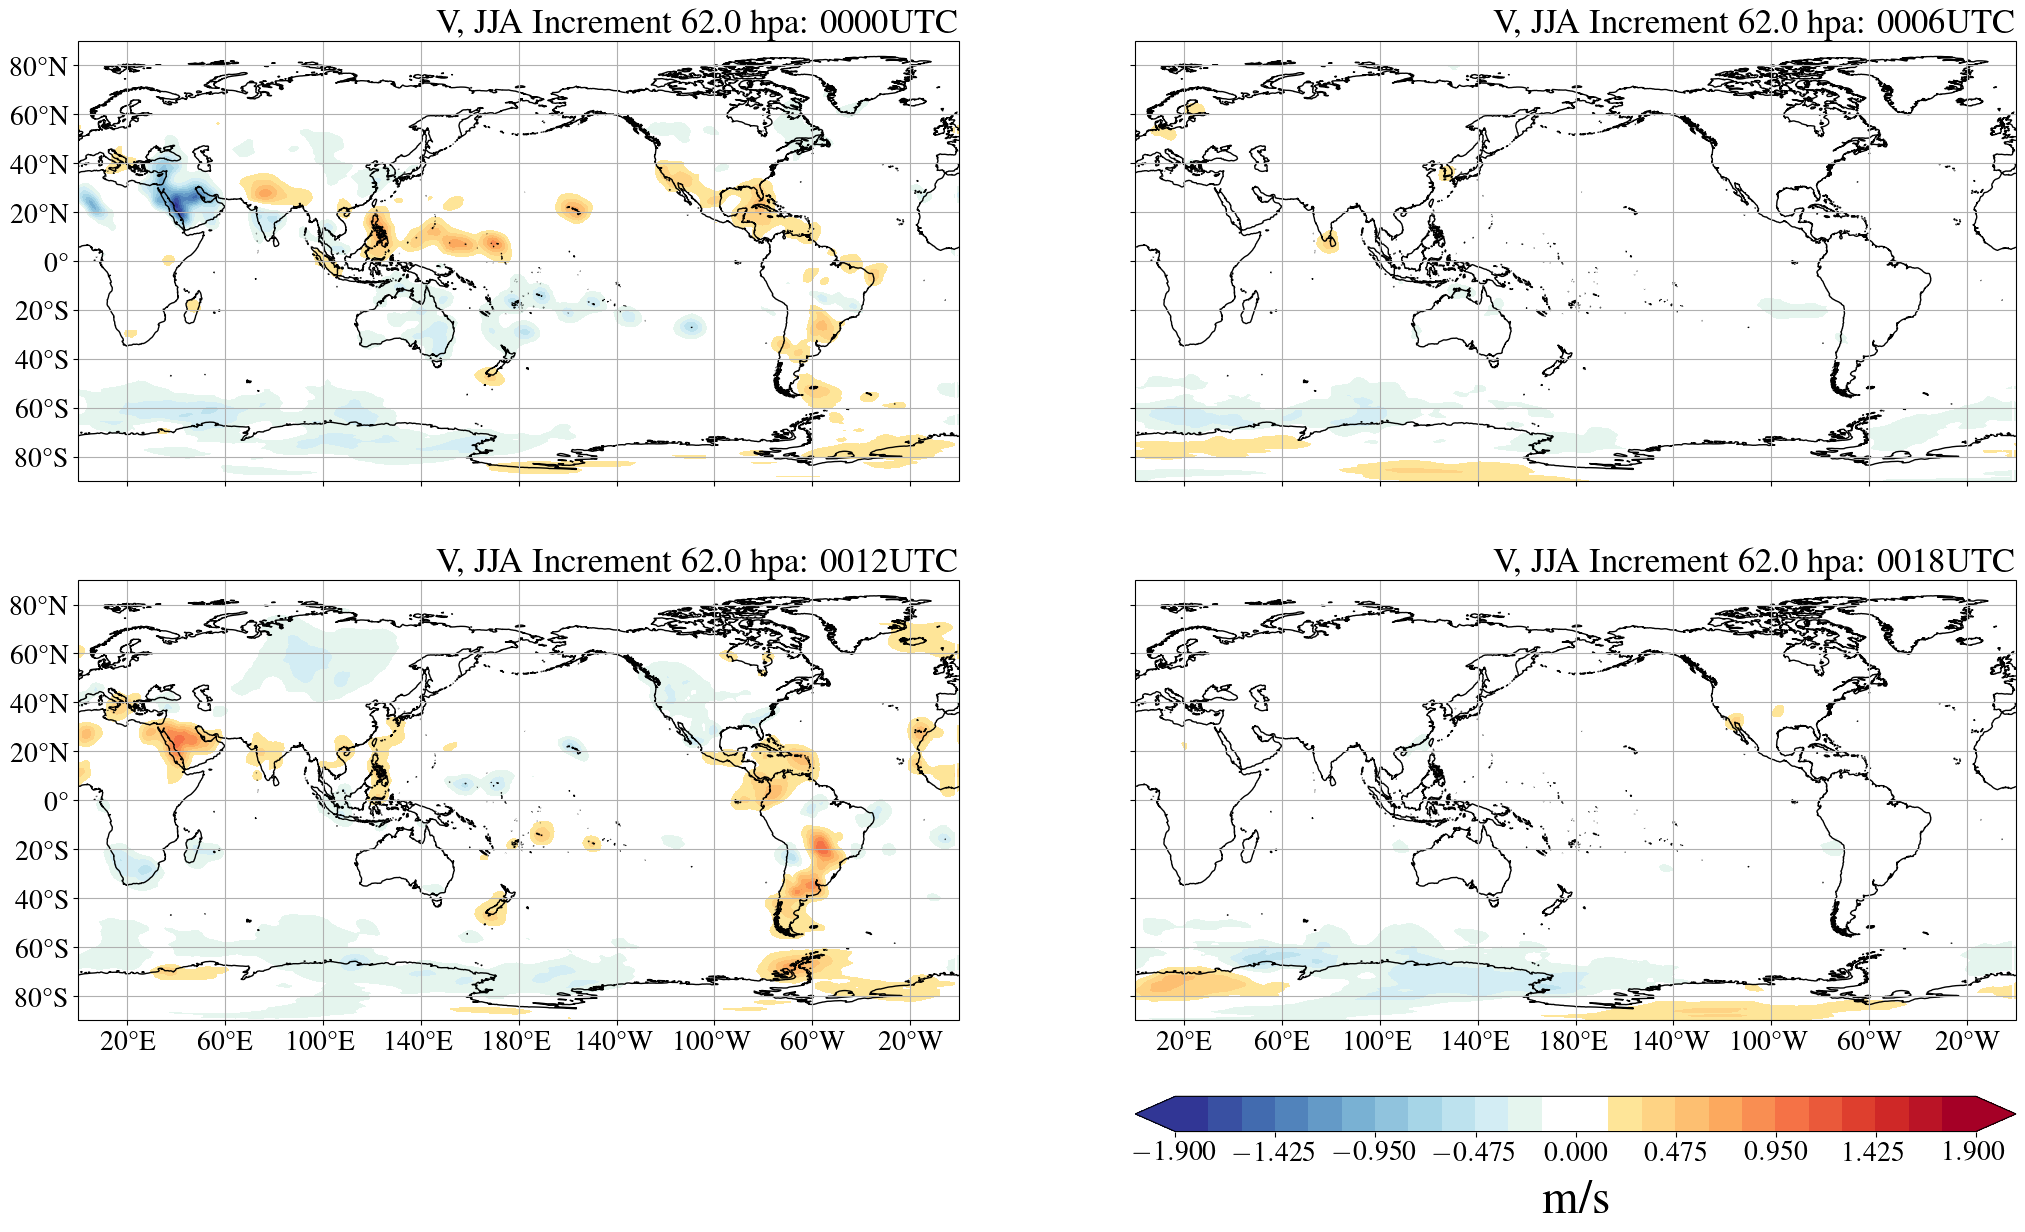 V, JJA Increment 62.0 hpa: 0000UTC
V, JJA Increment 62.0 hpa: 0006UTC
80°N
60°N
40°N
20°N
0°
20°S
40°S
60°S
80°S
V, JJA Increment 62.0 hpa: 0012UTC
V, JJA Increment 62.0 hpa: 0018UTC
80°N
60°N
40°N
20°N
0°
20°S
40°S
60°S
80°S
20°E 60°E 100°E 140°E 180°E 140°W 100°W 60°W 20°W
20°E 60°E 100°E 140°E 180°E 140°W 100°W 60°W 20°W
−1.900 −1.425 −0.950 −0.475 0.000 0.475 0.950 1.425 1.900
m/s